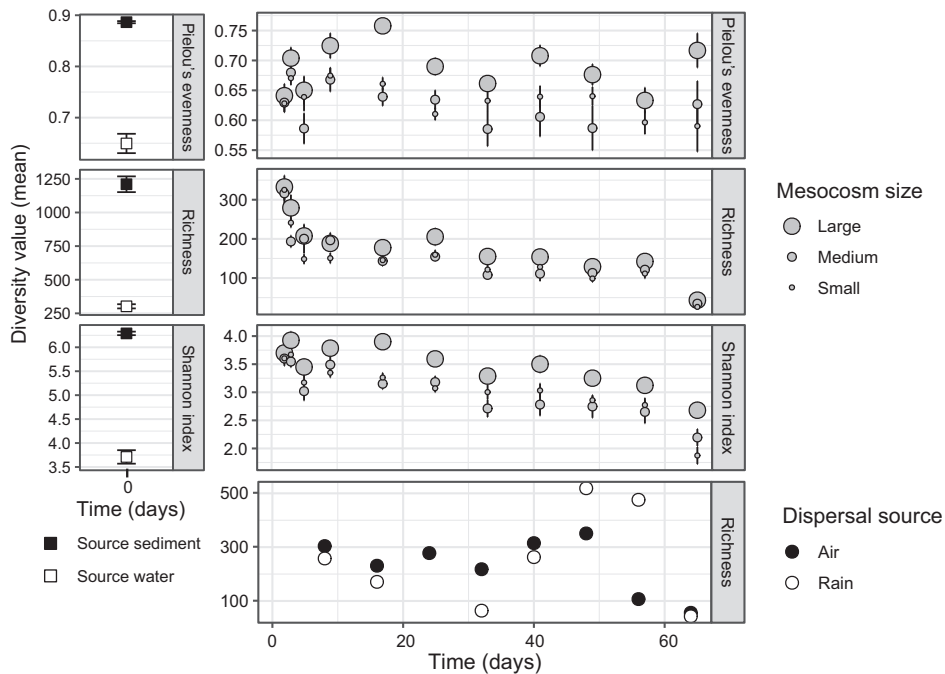 Diversity value (mean)
0.9
0.8
0.7
Pielou's evenness
1250
1000
750
500
250
Richness
6.0
5.5
5.0
4.5
4.0
3.5
Shannon index
0
Time (days)
Source sediment
Source water
0.75
0.70
0.65
0.60
0.55
Pielou's evenness
300
200
100
Richness
4.0
3.5
3.0
2.5
2.0
Shannon index
500
300
100
Richness
0
20
40
60
Time (days)
Mesocosm size
Large
Medium
Small
Dispersal source
Air
Rain